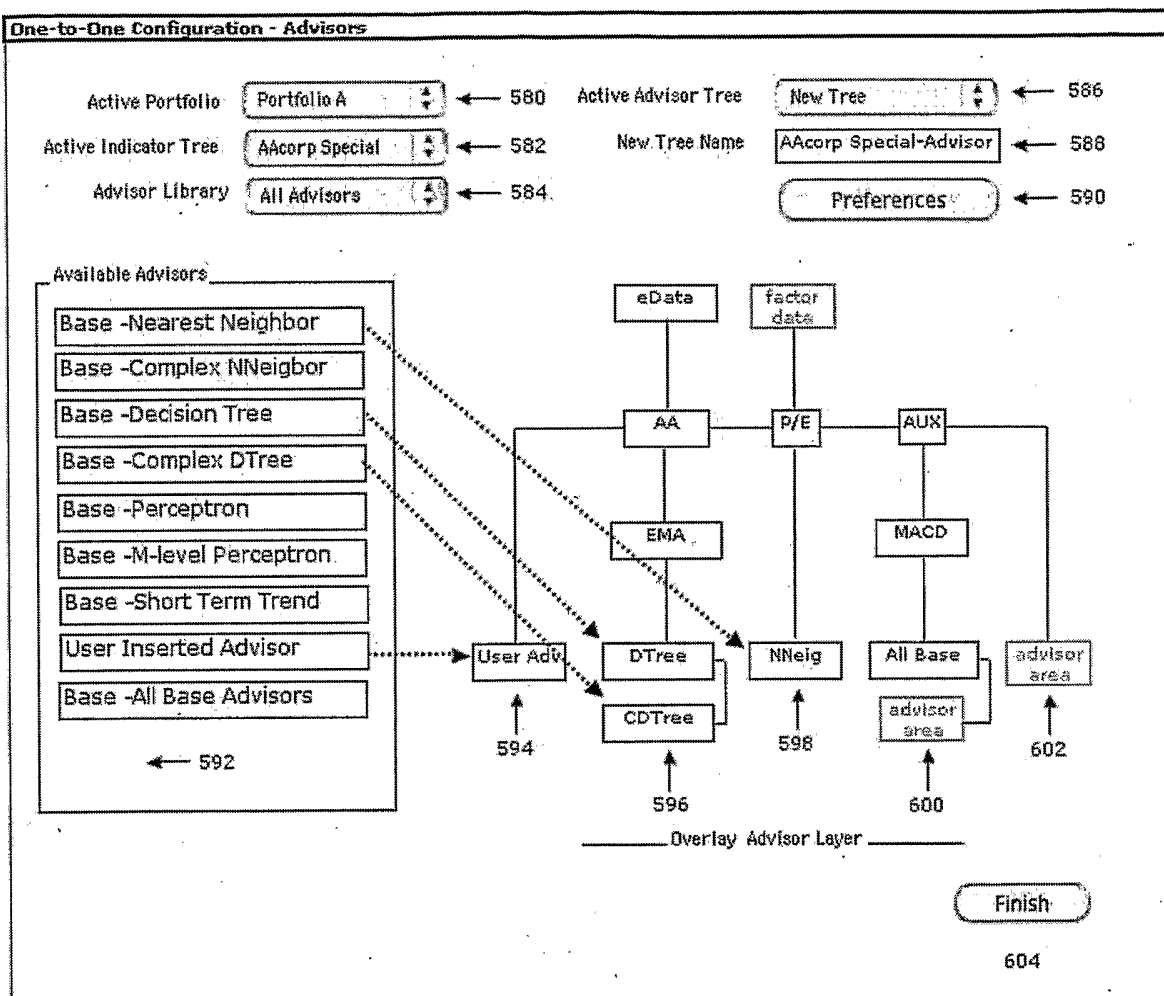 One-to-One Configuration - Advisors
Active Portfolio Portfolio A 580 Active Advisor Tree New Tree 586
Active Indicator Tree AAcorp Special 582 New Tree Name AAcorp Special-Advisor 588
Advisor Library All Advisors 584 Preferences 590
Available Advisors
Base -Nearest Neighbor
Base -Complex NNeigbor
Base -Decision Tree
Base -Complex DTree
Base -Perceptron
Base -M-level Perceptron
Base -Short Term Trend
User Inserted Advisor
Base -All Base Advisors
592
eData
factor
data
AA
P/E
AUX
EMA
MACD
User Adv.
DTree
NNeig
All Base
advisor
area
CDTree
advisor
area
594
598
602
596
600
Overlay Advisor Layer
Finish
604